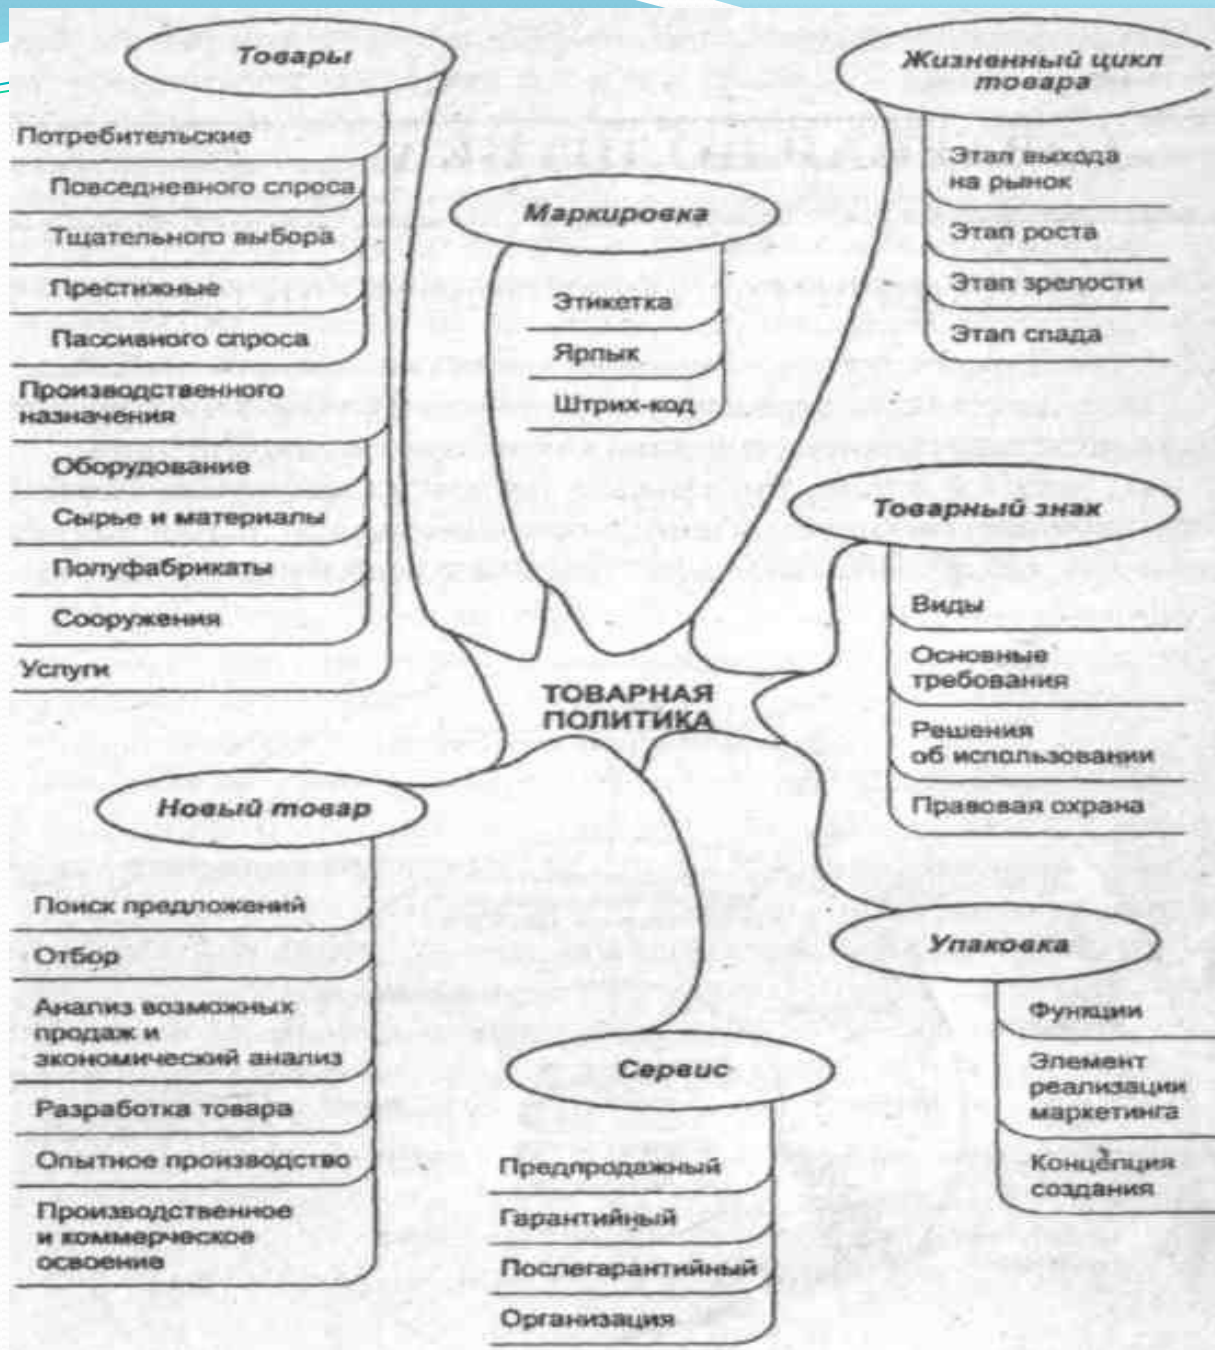 Товары
Потребительские
Повседневного спроса
Тщательного выбора
Престижные
Пассивного спроса
Производственного
назначения
Оборудование
Сырье и материалы
Полуфабрикаты
Сооружения
Услуги
Маркировка
Этикетка
Ярлык
Штрих-код
Жизненный цикл
товара
Этап выхода
на рынок
Этап роста
Этап зрелости
Этап спада
Товарный знак
Виды
Основные
требования
Решения
об использовании
Правовая охрана
ТОВАРНАЯ
ПОЛИТИКА
Новый товар
Поиск предложений
Отбор
Анализ возможных
продаж и
экономический анализ
Разработка товара
Опытное производство
Производственное
и коммерческое
освоение
Сервис
Предпродажный
Гарантийный
Послегарантийный
Организация
Упаковка
Функции
Элемент
реализации
маркетинга
Концепция
создания